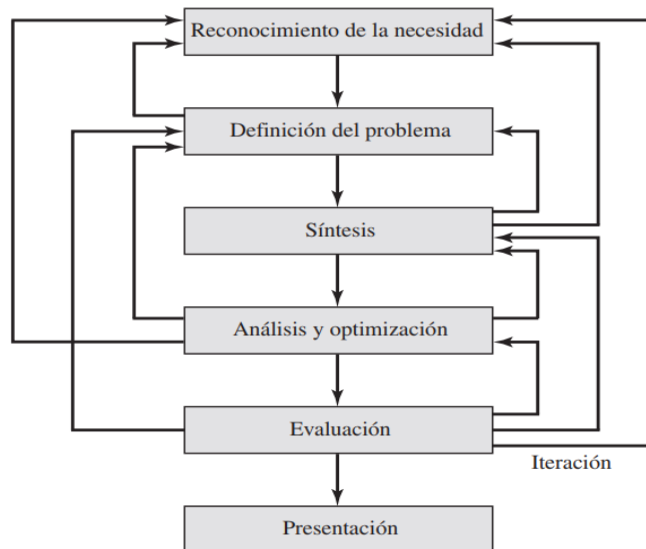 Reconocimiento de la necesidad
Definición del problema
Síntesis
Análisis y optimización
Evaluación
Iteración
Presentación